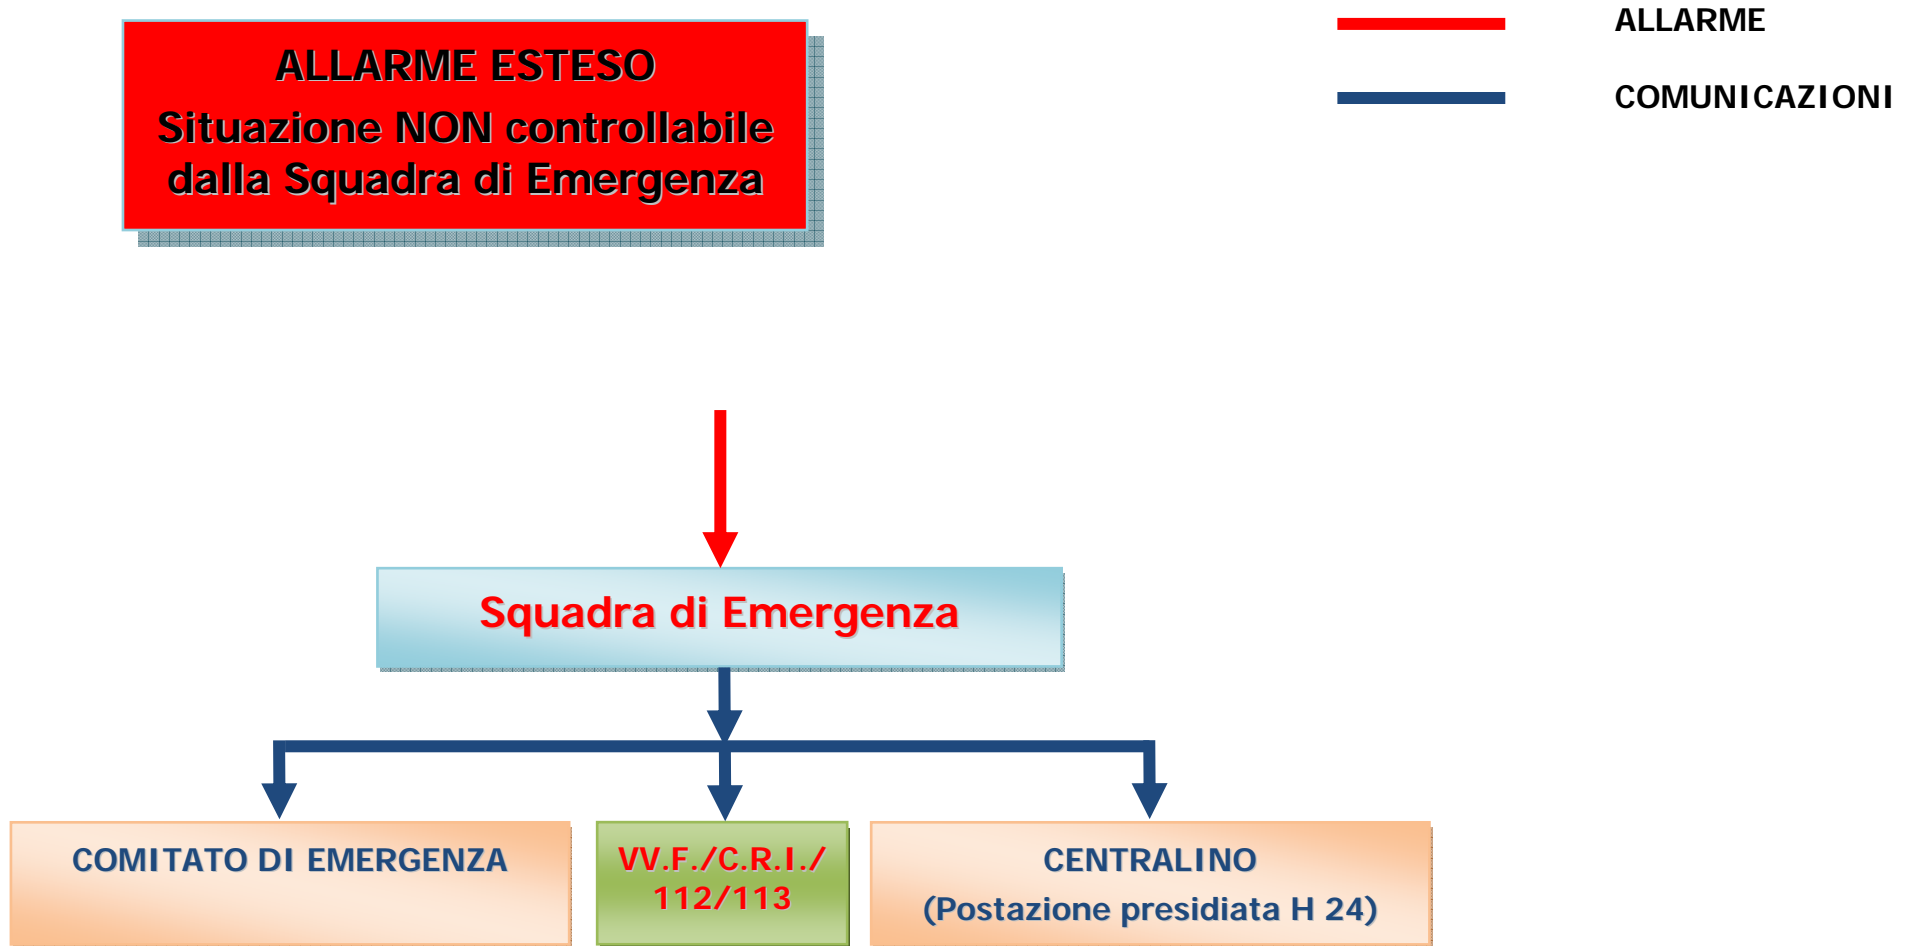 ALLARME ESTESO
Situazione NON controllabile
dalla Squadra di Emergenza
ALLARME
COMUNICAZIONI
Squadra di Emergenza
COMITATO DI EMERGENZA
VV.F./C.R.I./
112/113
CENTRALINO
(Postazione presidiata H 24)